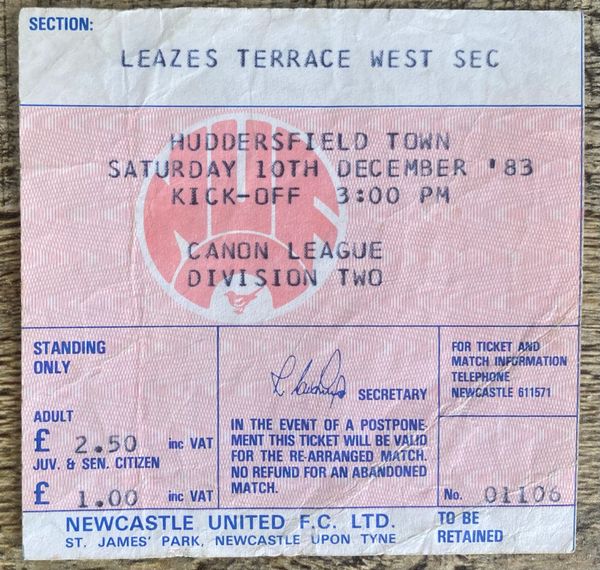 SECTION:
LEAZES TERRACE WEST SEC
HUDDERSFIELD TOWN
SATURDAY 10TH DECEMBER '83
KICK-OFF 3:00 PM
CANON LEAGUE
DIVISION TWO
NUFC
STANDING
ONLY
ADULT
£ 2.50 inc VAT
JUV. & SEN. CITIZEN
£ 1.00 inc VAT
SECRETARY
IN THE EVENT OF A POSTPONE-
MENT THIS TICKET WILL BE VALID
FOR THE RE-ARRANGED MATCH.
NO REFUND FOR AN ABANDONED
MATCH.
FOR TICKET AND
MATCH INFORMATION
TELEPHONE
NEWCASTLE 611571
No. 01106
NEWCASTLE UNITED F.C. LTD.
ST. JAMES' PARK, NEWCASTLE UPON TYNE
TO BE
RETAINED